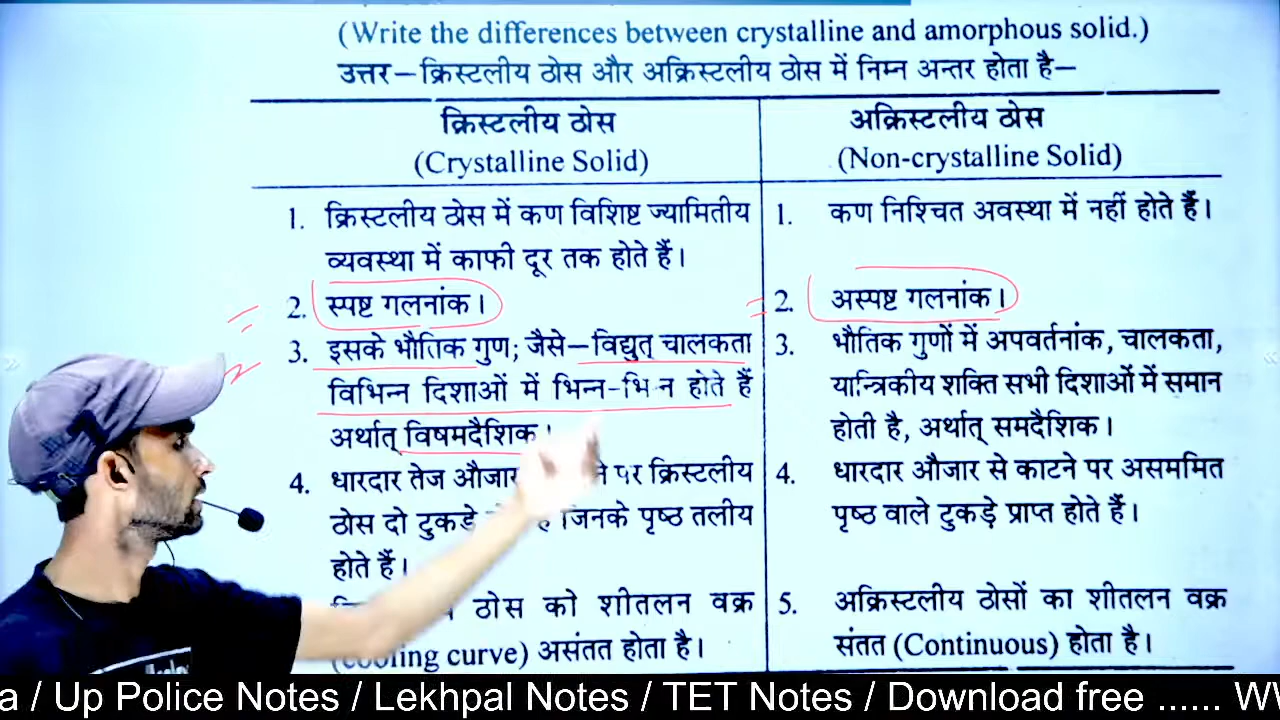 (Write the differences between crystalline and amorphous solid.)
उत्तर–क्रिस्टलीय ठोस और अक्रिस्टलीय ठोस में निम्न अन्तर होता है–
क्रिस्टलीय ठोस
(Crystalline Solid)
1. क्रिस्टलीय ठोस में कण विशिष्ट ज्यामितीय
व्यवस्था में काफी दूर तक होते हैं।
2. स्पष्ट गलनांक।
3. इसके भौतिक गुण; जैसे–विद्युत् चालकता
विभिन्न दिशाओं में भिन्न-भिन्न होते हैं
अर्थात् विषमदैशिक।
4. धारदार तेज औजार पर क्रिस्टलीय
ठोस दो टुकड़े जिनके पृष्ठ तलीय
होते हैं।
ठोस को शीतलन वक्र
(cooling curve) असंतत होता है।
अक्रिस्टलीय ठोस
(Non-crystalline Solid)
1. कण निश्चित अवस्था में नहीं होते हैं।
2. अस्पष्ट गलनांक।
3. भौतिक गुणों में अपवर्तनांक, चालकता,
यान्त्रिकीय शक्ति सभी दिशाओं में समान
होती है, अर्थात् समदैशिक।
4. धारदार औजार से काटने पर असममित
पृष्ठ वाले टुकड़े प्राप्त होते हैं।
5. अक्रिस्टलीय ठोसों का शीतलन वक्र
संतत (Continuous) होता है।
a / Up Police Notes / Lekhpal Notes / TET Notes / Download free ...... WV